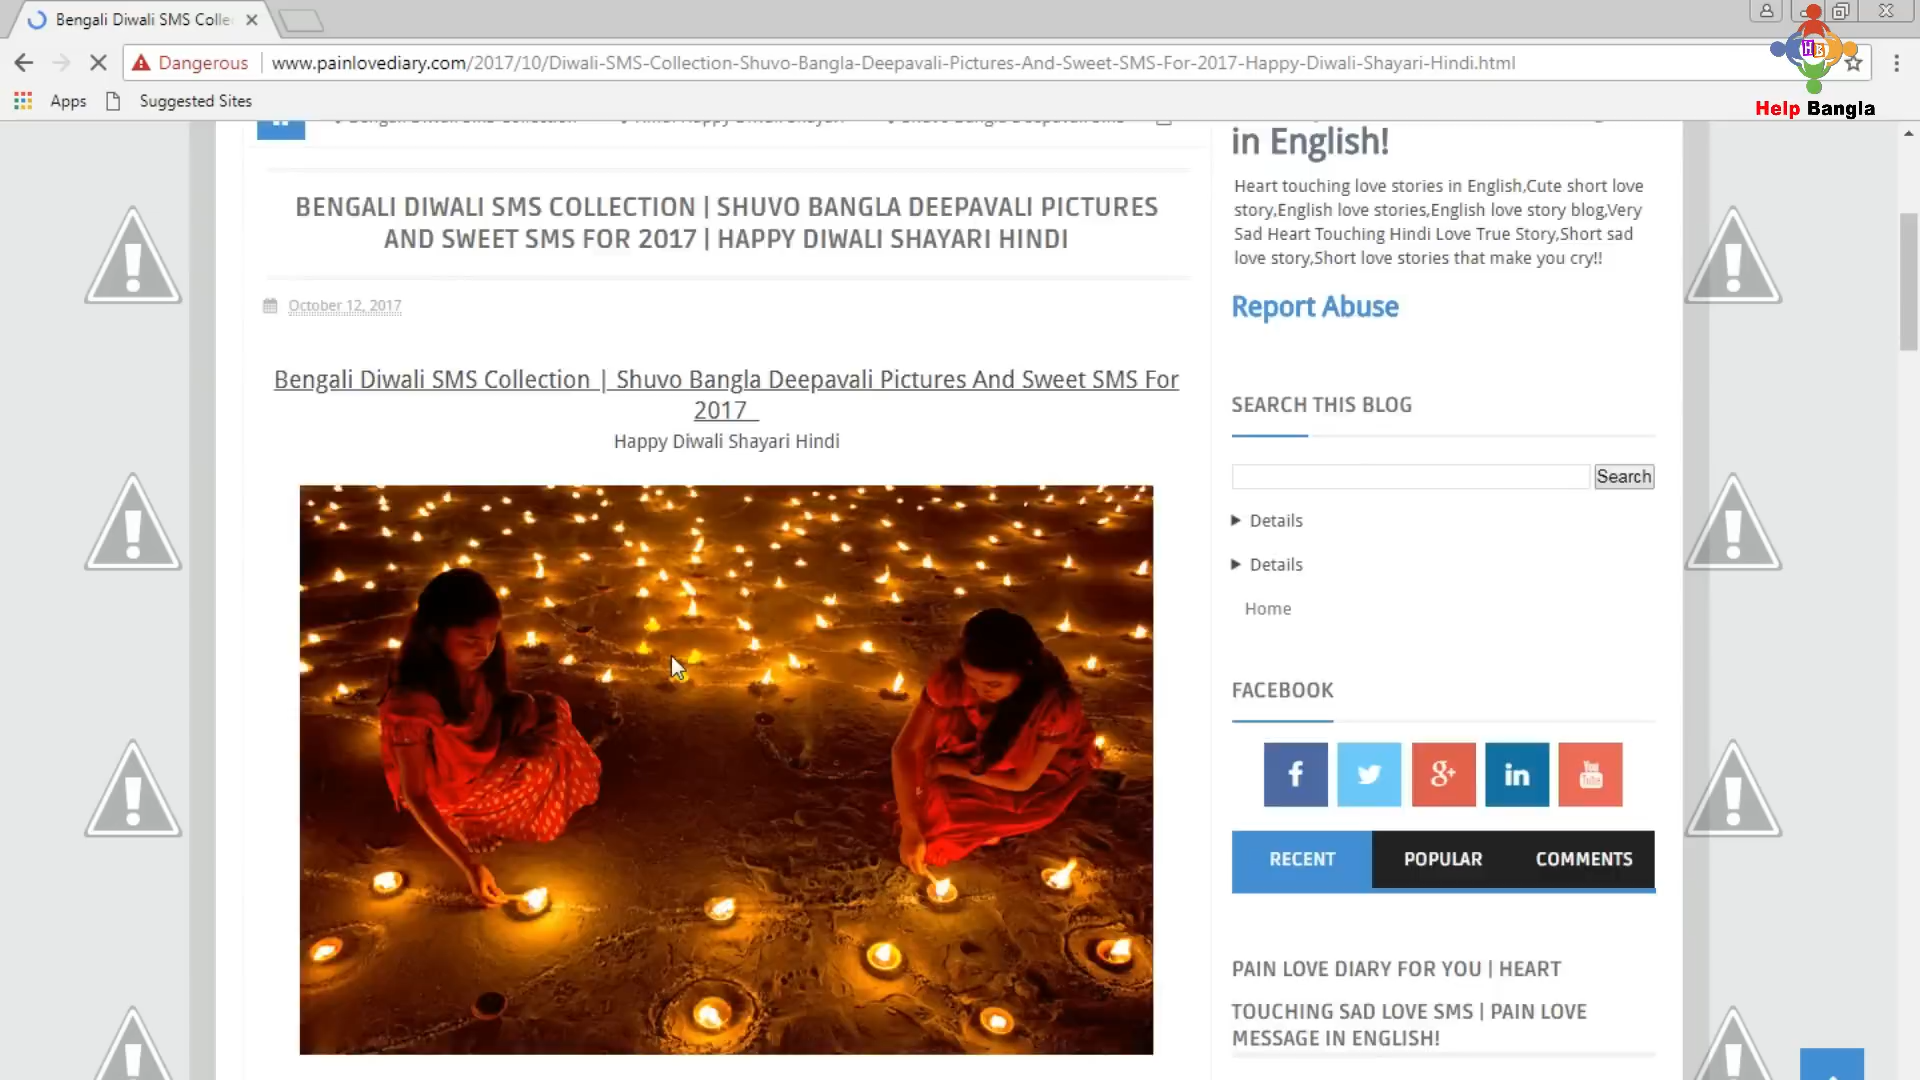 Bengali Diwali SMS Colle
Dangerous
www.painlovediary.com/2017/10/Diwali-SMS-Collection-Shuvo-Bangla-Deepavali-Pictures-And-Sweet-SMS-For-2017-Happy-Diwali-Shayari-Hindi.html
Apps
Suggested Sites
HB
Help Bangla
BENGALI DIWALI SMS COLLECTION | SHUVO BANGLA DEEPAVALI PICTURES
AND SWEET SMS FOR 2017 | HAPPY DIWALI SHAYARI HINDI
October 12, 2017
Bengali Diwali SMS Collection | Shuvo Bangla Deepavali Pictures And Sweet SMS For
2017
Happy Diwali Shayari Hindi
in English!
Heart touching love stories in English,Cute short love
story,English love stories,English love story blog,Very
Sad Heart Touching Hindi Love True Story,Short sad
love story,Short love stories that make you cry!!
Report Abuse
SEARCH THIS BLOG
Search
Details
Details
Home
FACEBOOK
f
g+
in
You Tube
RECENT
POPULAR
COMMENTS
PAIN LOVE DIARY FOR YOU | HEART
TOUCHING SAD LOVE SMS | PAIN LOVE
MESSAGE IN ENGLISH!